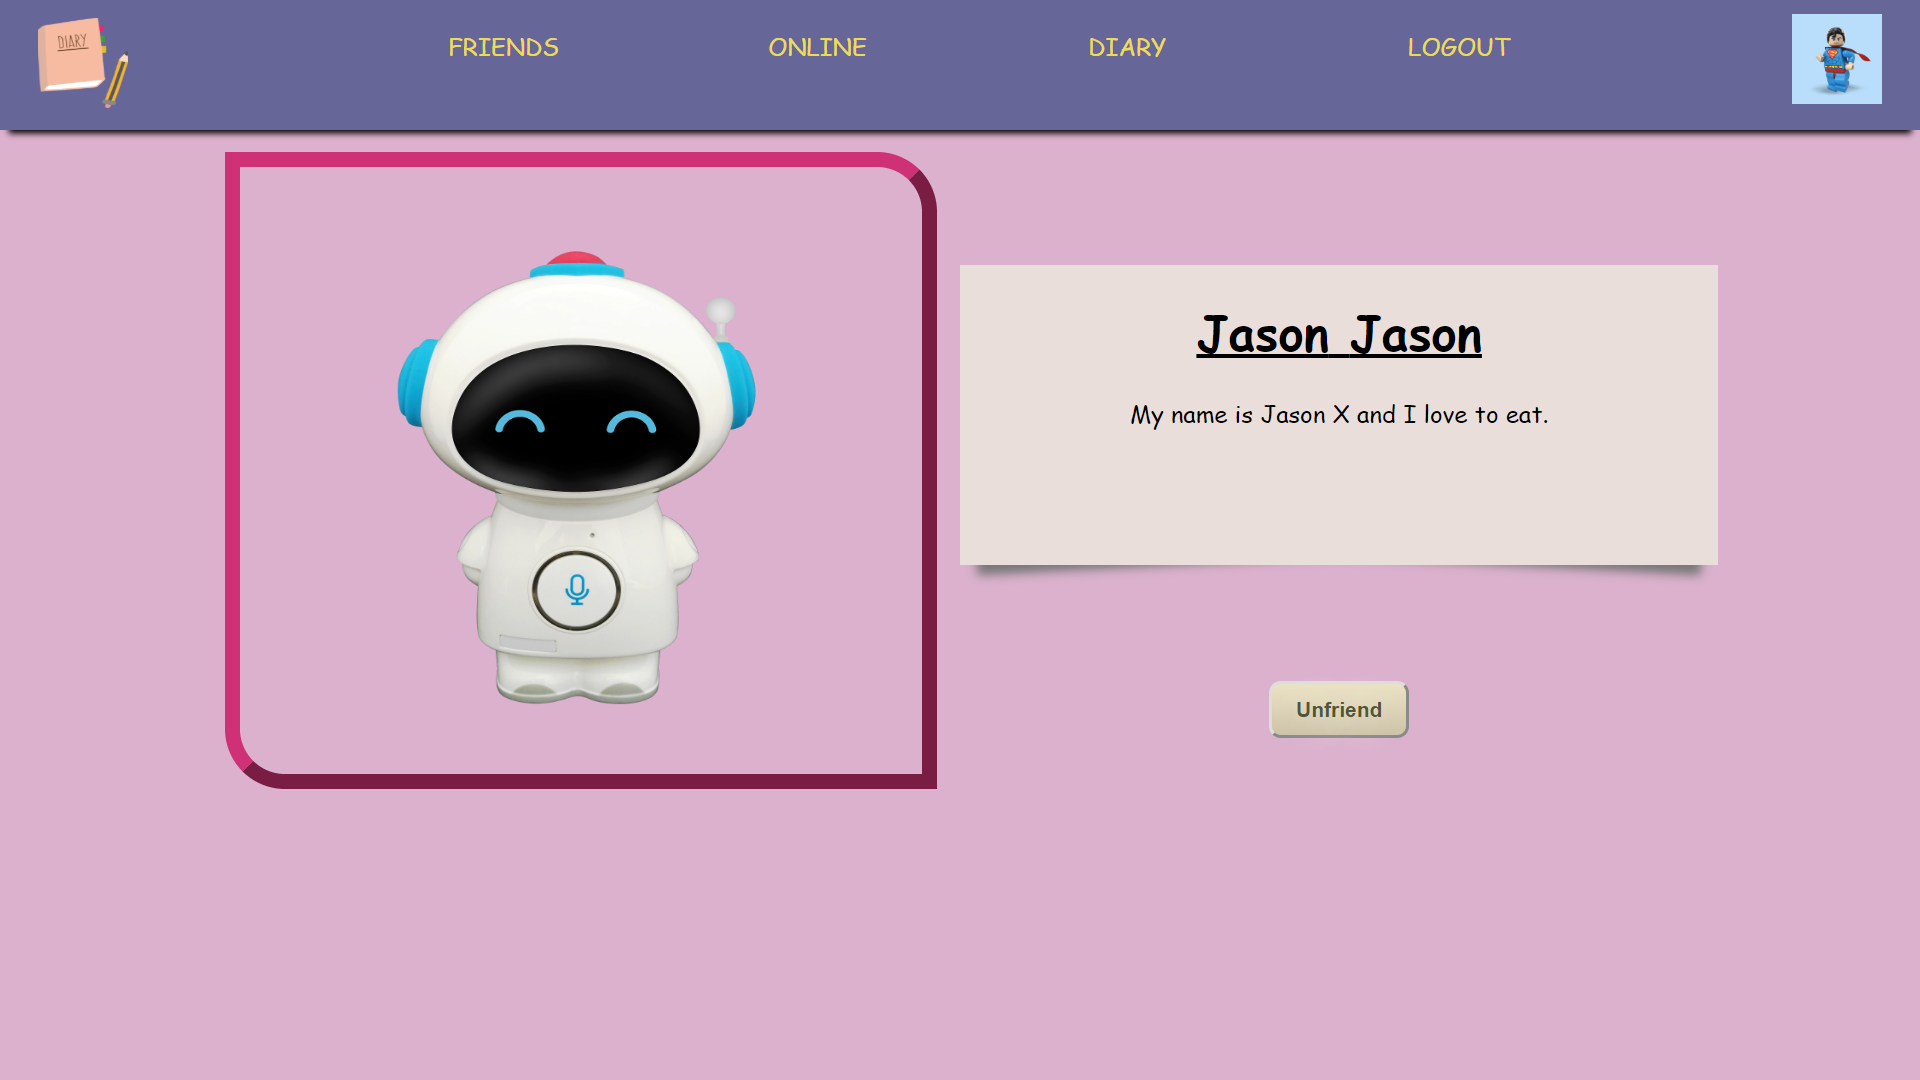 DIARY
FRIENDS
ONLINE
DIARY
LOGOUT
Jason Jason
My name is Jason X and I love to eat.
Unfriend